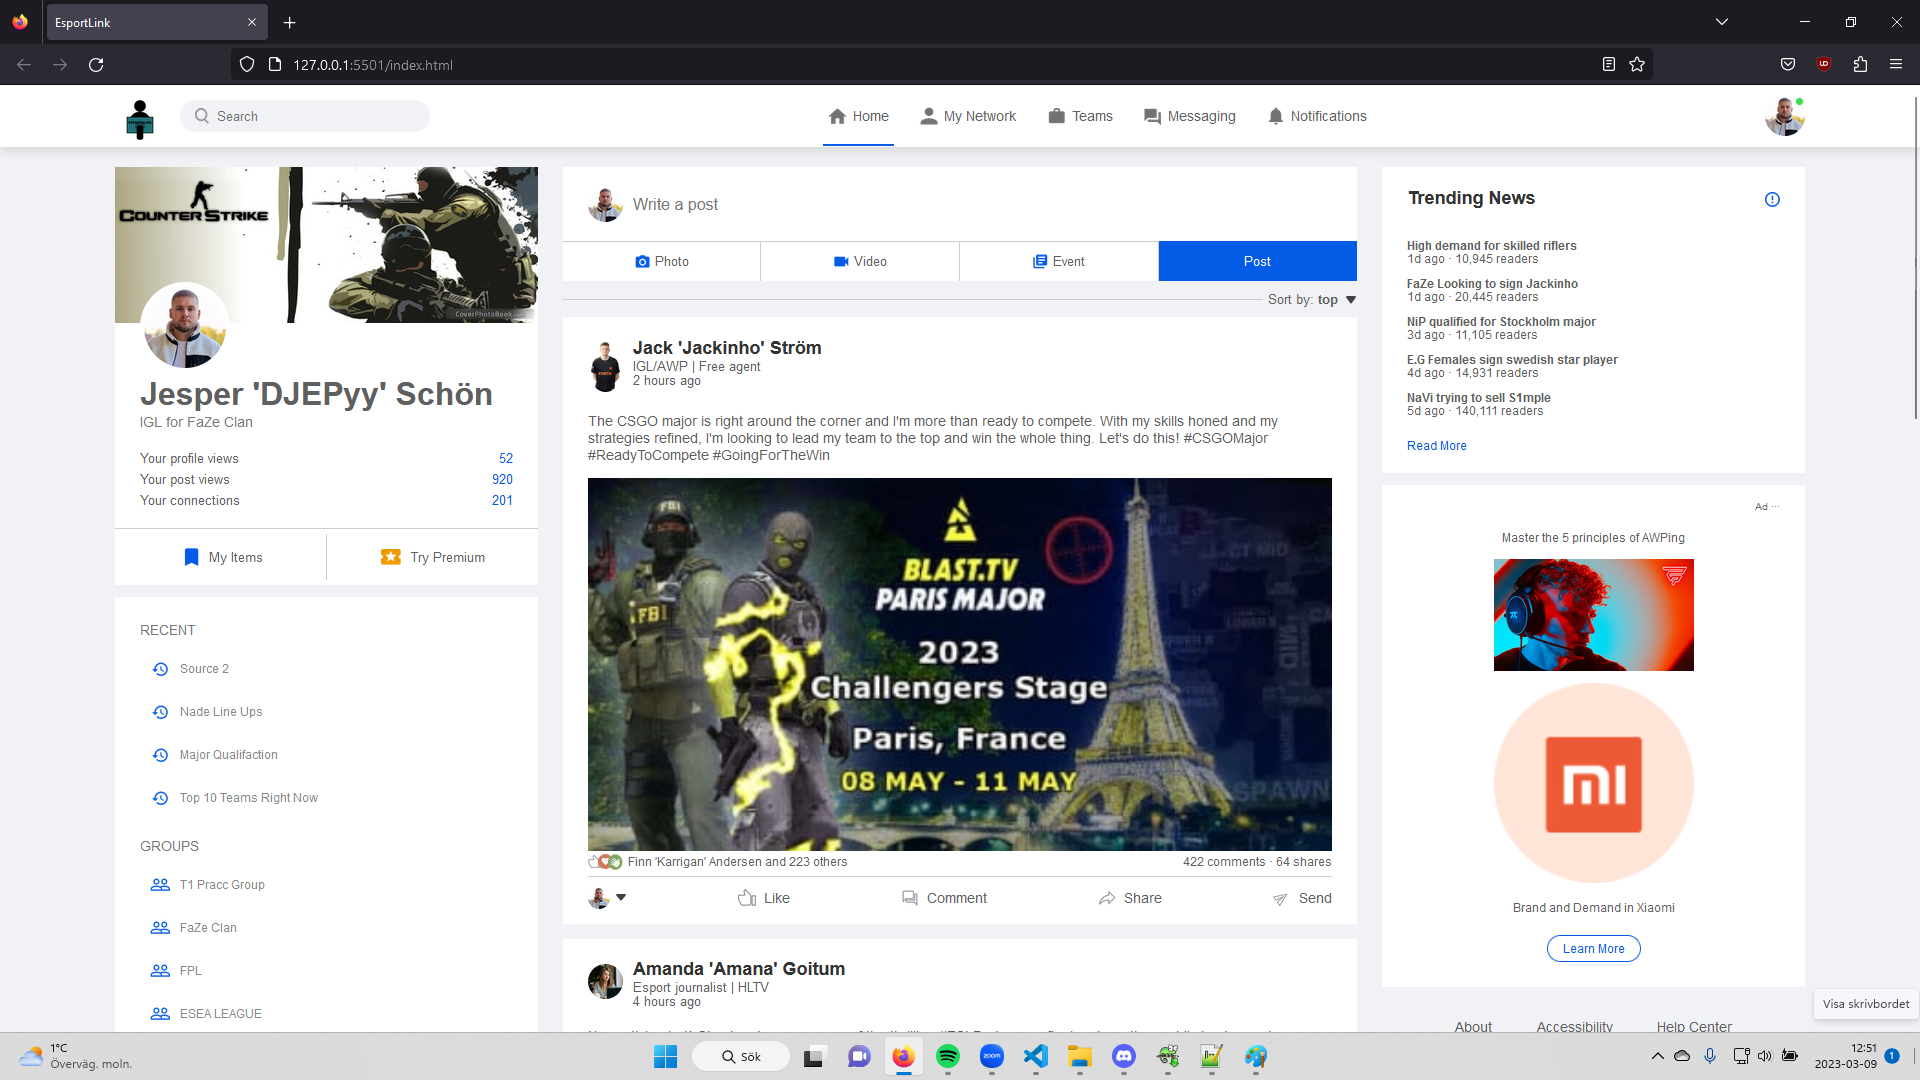 EsportLink
127.0.0.1:5501/index.html
Search
Home
My Network
Teams
Messaging
Notifications
COUNTER STRIKE
CoverPhotoBook.com
Jesper 'DJEPyy' Schön
IGL for FaZe Clan
Your profile views 52
Your post views 920
Your connections 201
My Items
Try Premium
RECENT
Source 2
Nade Line Ups
Major Qualifaction
Top 10 Teams Right Now
GROUPS
T1 Pracc Group
FaZe Clan
FPL
ESEA LEAGUE
Write a post
Photo
Video
Event
Post
Sort by: top
Jack 'Jackinho' Ström
IGL/AWP | Free agent
2 hours ago
The CSGO major is right around the corner and I'm more than ready to compete. With my skills honed and my
strategies refined, I'm looking to lead my team to the top and win the whole thing. Let's do this! #CSGOMajor
#ReadyToCompete #GoingForTheWin
FBI
FBI
CT MID
MID
SPAWN
BLAST.TV
PARIS MAJOR
2023
Challengers Stage
Paris, France
08 MAY - 11 MAY
Finn 'Karrigan' Andersen and 223 others
422 comments · 64 shares
Like
Comment
Share
Send
Amanda 'Amana' Goitum
Esport journalist | HLTV
4 hours ago
Trending News
High demand for skilled riflers
1d ago · 10,945 readers
FaZe Looking to sign Jackinho
1d ago · 20,445 readers
NiP qualified for Stockholm major
3d ago · 11,105 readers
E.G Females sign swedish star player
4d ago · 14,931 readers
NaVi trying to sell S1mple
5d ago · 140,111 readers
Read More
Ad ···
Master the 5 principles of AWPing
mi
Brand and Demand in Xiaomi
Learn More
About
Accessibility
Help Center
Visa skrivbordet
1°C
Överväg. moln.
Sök
zoom
12:51
2023-03-09
1